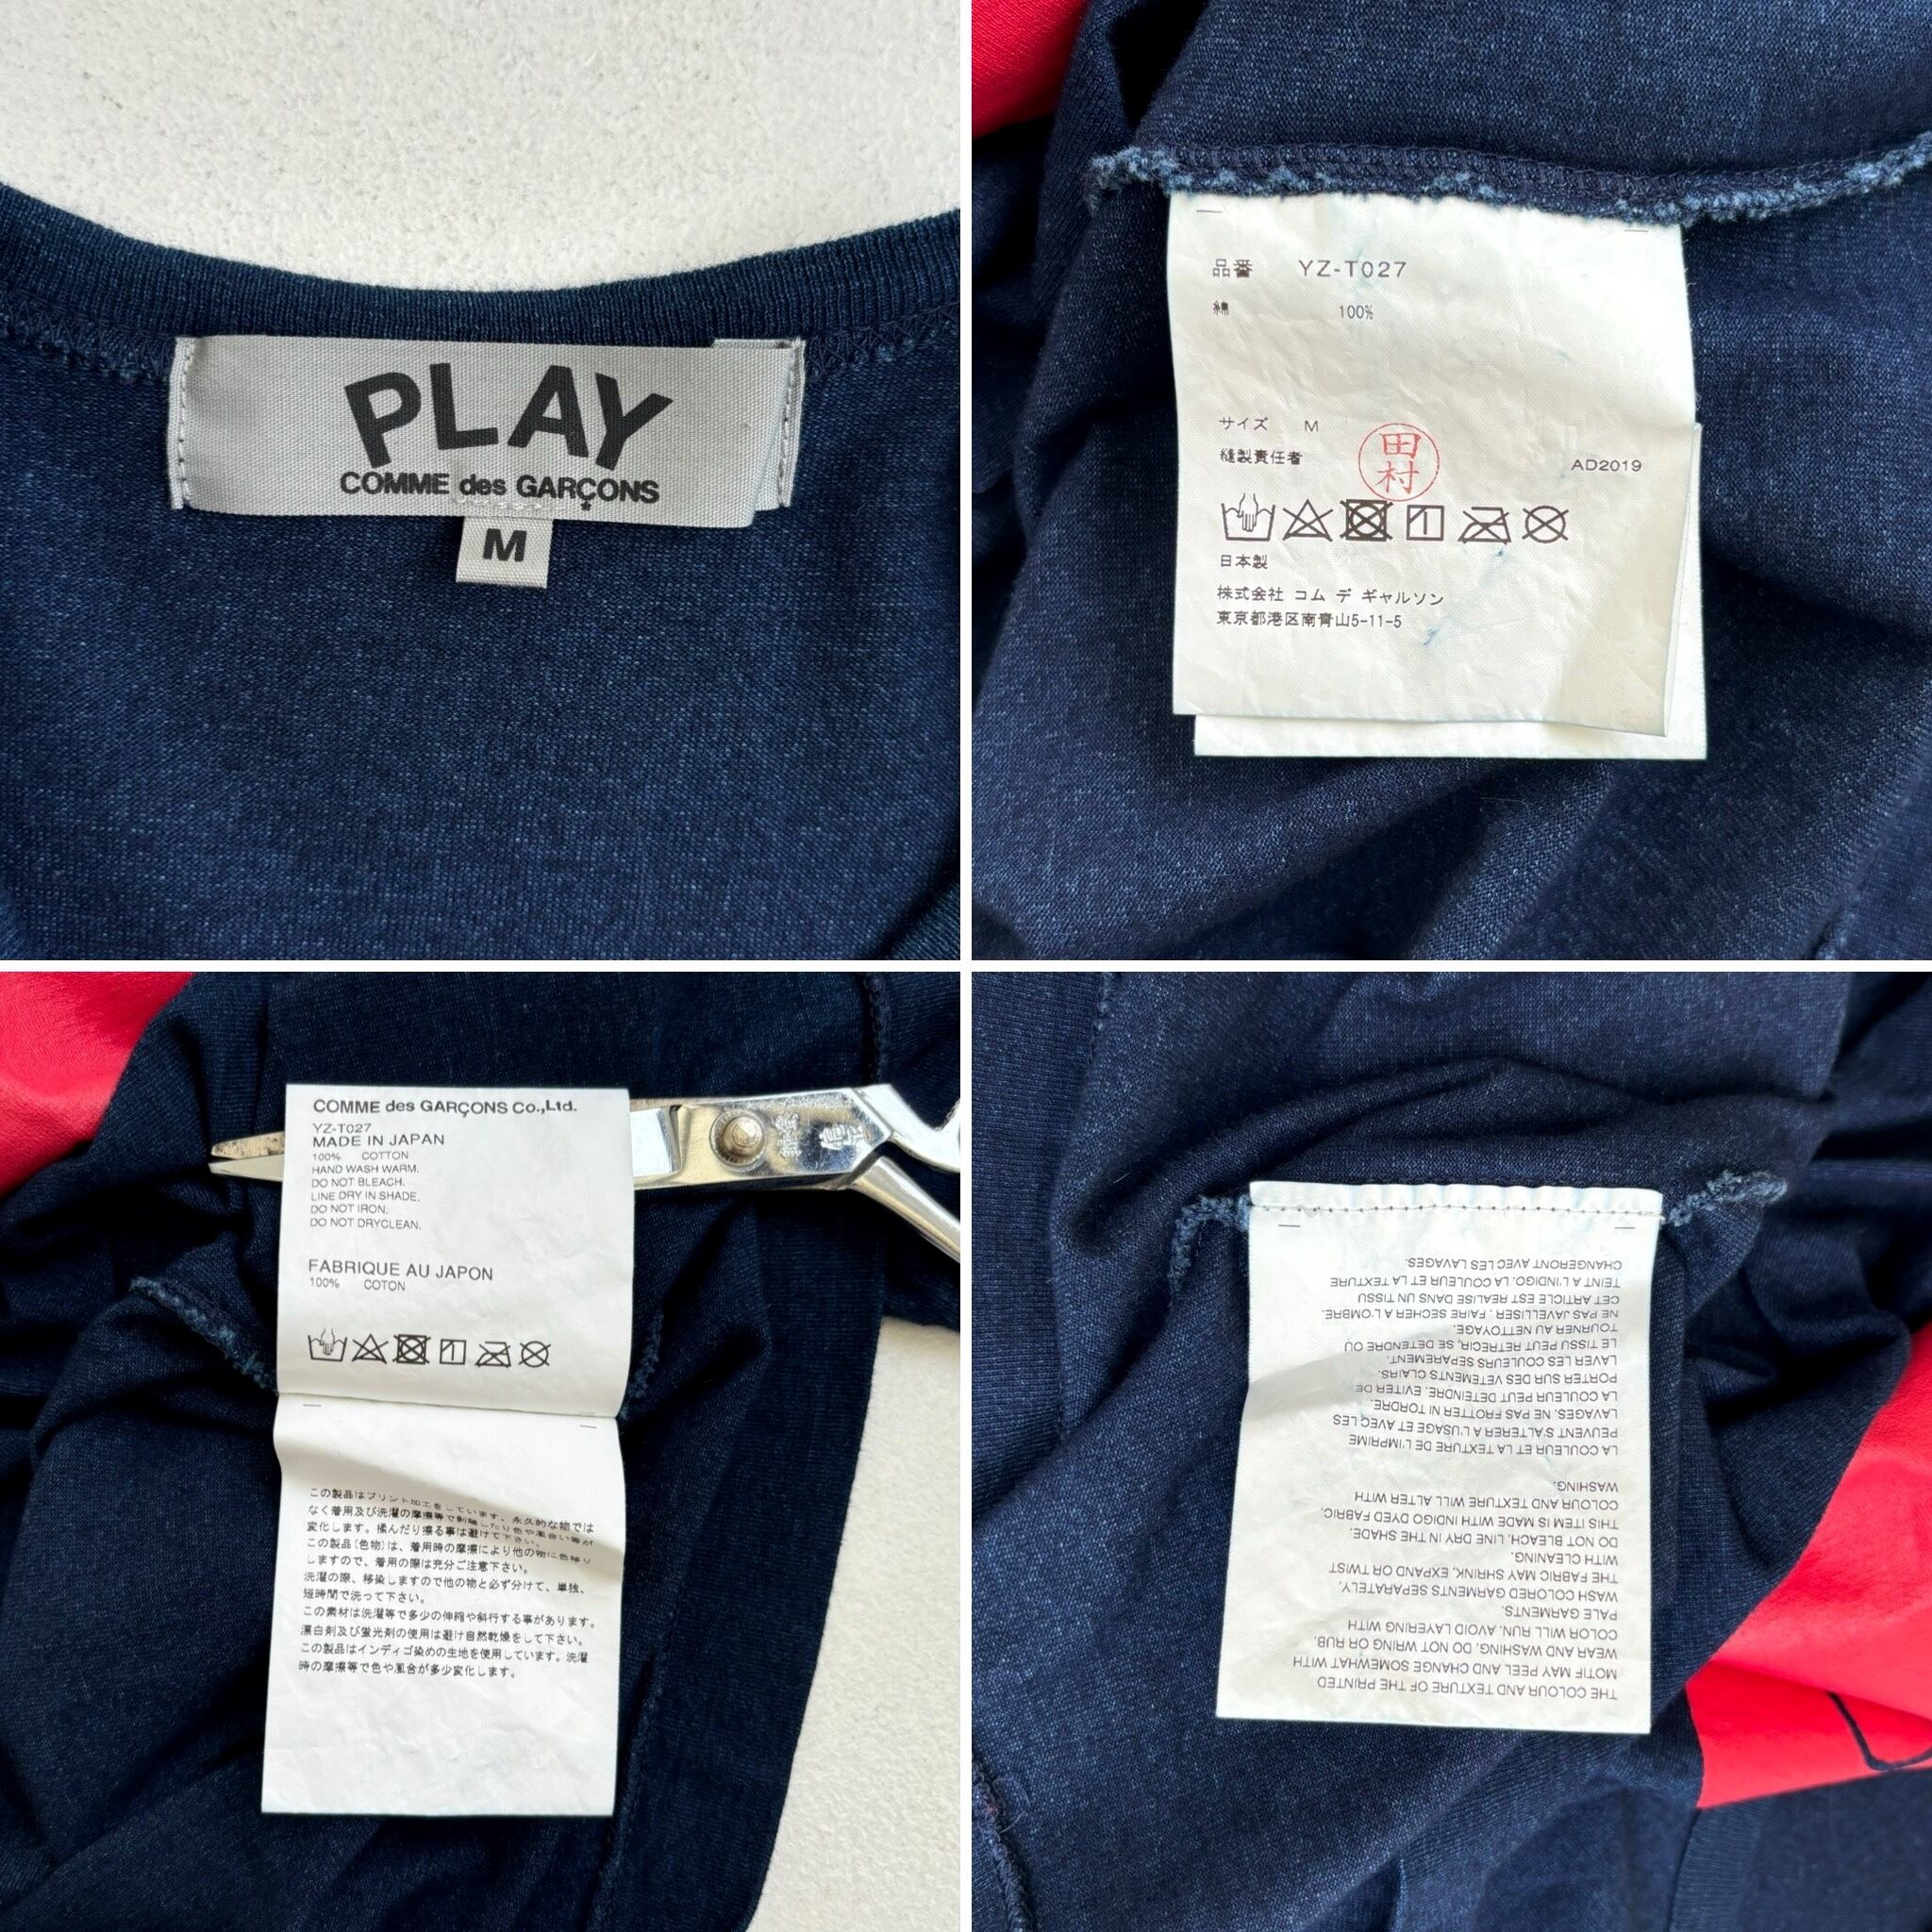 PLAY
COMME des GARÇONS
M
品番 YZ-T027
綿 100%
サイズ M
田村
縫製責任者 AD2019
日本製
株式会社 コム デ ギャルソン
東京都港区南青山5-11-5
COMME des GARÇONS Co.,Ltd.
YZ-T027
MADE IN JAPAN
100% COTTON
HAND WASH WARM.
DO NOT BLEACH.
LINE DRY IN SHADE.
DO NOT IRON.
DO NOT DRYCLEAN.
FABRIQUE AU JAPON
100% COTON
この製品はプリント加工をしています。永久的な物では
なく着用及び洗濯の摩擦等で剥離したり色や風合い等が
変化します。揉んだり擦る事は避けて下さい。
この製品(色物)は、着用時の摩擦により他の物に色移り
しますので、着用の際は充分ご注意下さい。
洗濯の際、移染しますので他の物と必ず分けて、単独、
短時間で洗って下さい。
この素材は洗濯等で多少の伸縮や斜行する事があります。
漂白剤及び蛍光剤の使用は避け自然乾燥をして下さい。
この製品はインディゴ染めの生地を使用しています。洗濯
時の摩擦等で色や風合が多少変化します。
THE COLOUR AND TEXTURE OF THE PRINTED
MOTIF MAY PEEL AND CHANGE SOMEWHAT WITH
WEAR AND WASHING. DO NOT WRING OR RUB.
COLOR WILL RUN. AVOID LAYERING WITH
PALE GARMENTS.
WASH COLORED GARMENTS SEPARATELY.
THE FABRIC MAY SHRINK, EXPAND OR TWIST
WITH CLEANING.
DO NOT BLEACH. LINE DRY IN THE SHADE.
THIS ITEM IS MADE WITH INDIGO DYED FABRIC,
COLOUR AND TEXTURE WILL ALTER WITH
WASHING.
LA COULEUR ET LA TEXTURE DE L'IMPRIME
PEUVENT S'ALTERER A L'USAGE ET AVEC LES
LAVAGES. NE PAS FROTTER NI TORDRE.
LA COULEUR PEUT DETEINDRE. EVITER DE
PORTER SUR DES VETEMENTS CLAIRS.
LAVER LES COULEURS SEPAREMENT.
LE TISSU PEUT RETRECIR, SE DETENDRE OU
TOURNER AU NETTOYAGE.
NE PAS JAVELLISER. FAIRE SECHER A L'OMBRE.
CET ARTICLE EST REALISE DANS UN TISSU
TEINT A L'INDIGO. LA COULEUR ET LA TEXTURE
CHANGERONT AVEC LES LAVAGES.